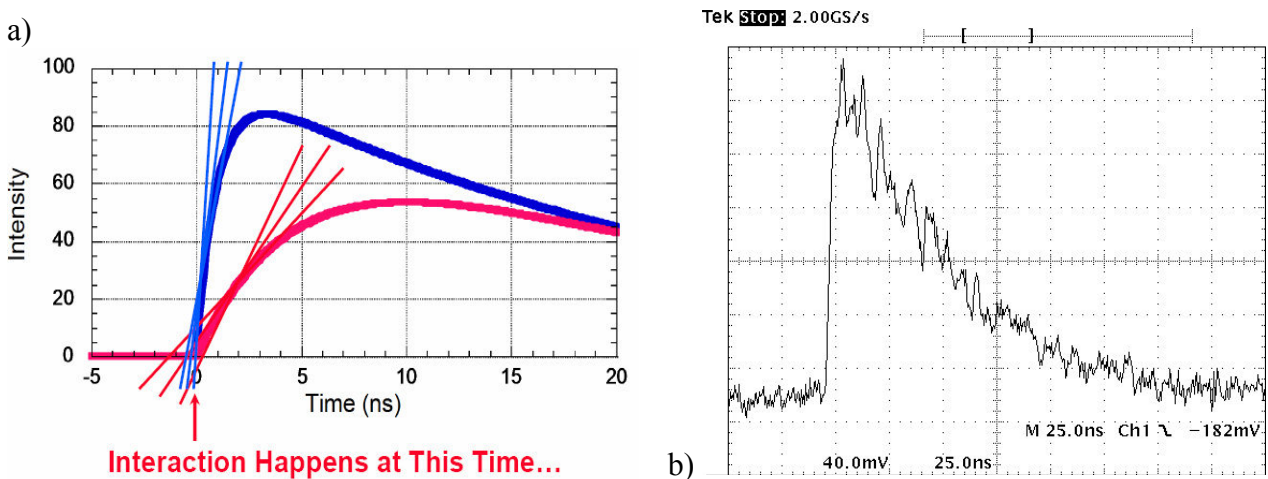 a)
100
80
60
40
20
0
Intensity
-5 0 5 10 15 20
Time (ns)
Interaction Happens at This Time...
b)
Tek Stop: 2.00GS/s
[ ]
M 25.0ns Ch1 -182mV
40.0mV 25.0ns